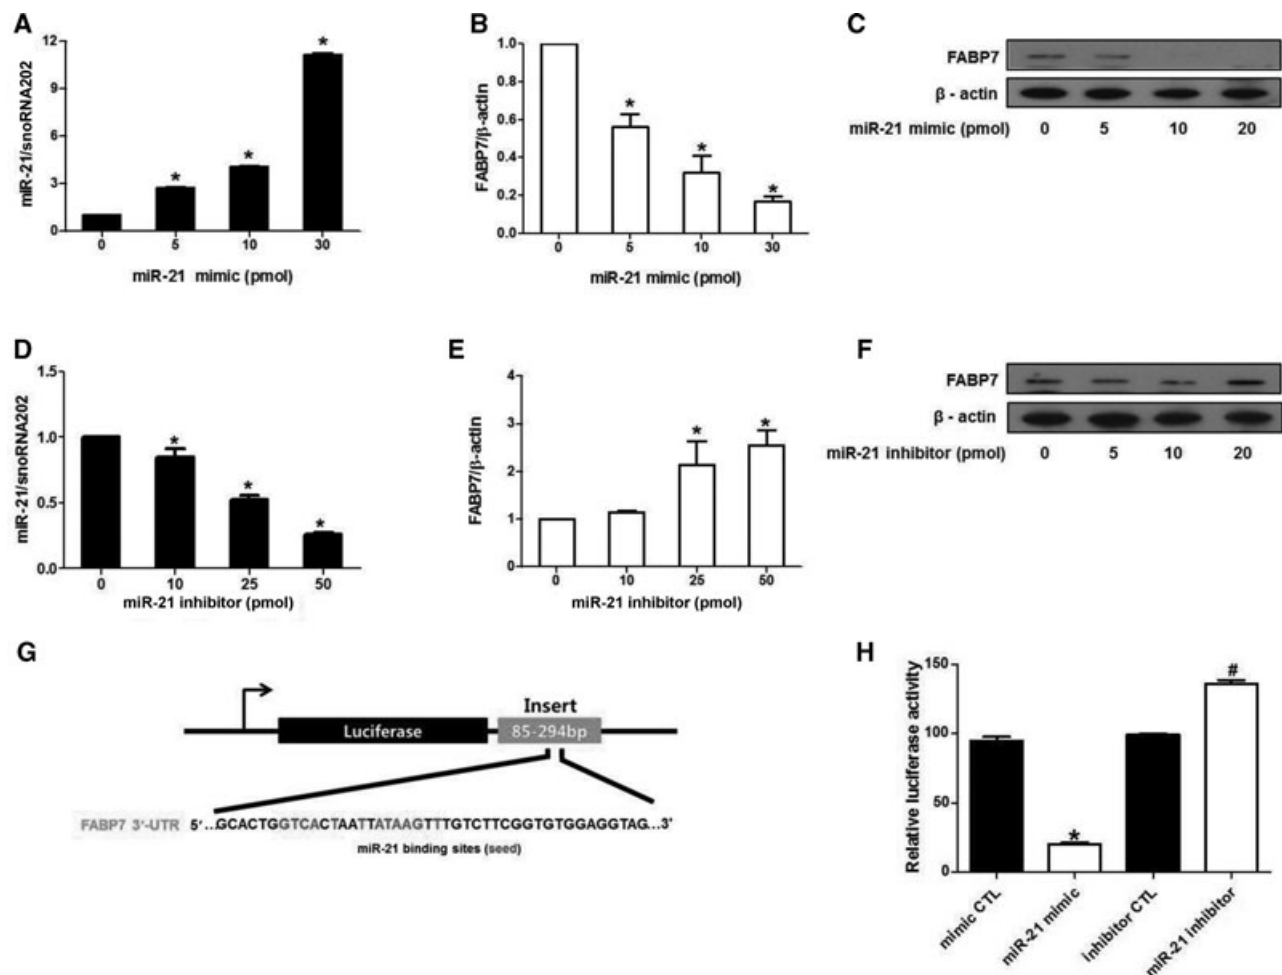 A
miR-21/snoRNA202
12
9
6
3
0
*
*
*
0 5 10 30
miR-21 mimic (pmol)
B
FABP7/β-actin
1.0
0.8
0.6
0.4
0.2
0.0
*
*
*
0 5 10 30
miR-21 mimic (pmol)
C
FABP7
β - actin
miR-21 mimic (pmol) 0 5 10 20
D
miR-21/snoRNA202
1.5
1.0
0.5
0.0
*
*
*
0 10 25 50
miR-21 inhibitor (pmol)
E
FABP7/β-actin
4
3
2
1
0
*
*
0 10 25 50
miR-21 inhibitor (pmol)
F
FABP7
β - actin
miR-21 inhibitor (pmol) 0 5 10 20
G
Insert
Luciferase 85-294bp
FABP7 3'-UTR 5'...GCACTGGTCACTAATTATAAGTTTGTCTTCGGTGTGGAGGTAG...3'
miR-21 binding sites (seed)
H
Relative luciferase activity
150
100
50
0
*
#
mimic CTL
miR-21 mimic
inhibitor CTL
miR-21 inhibitor